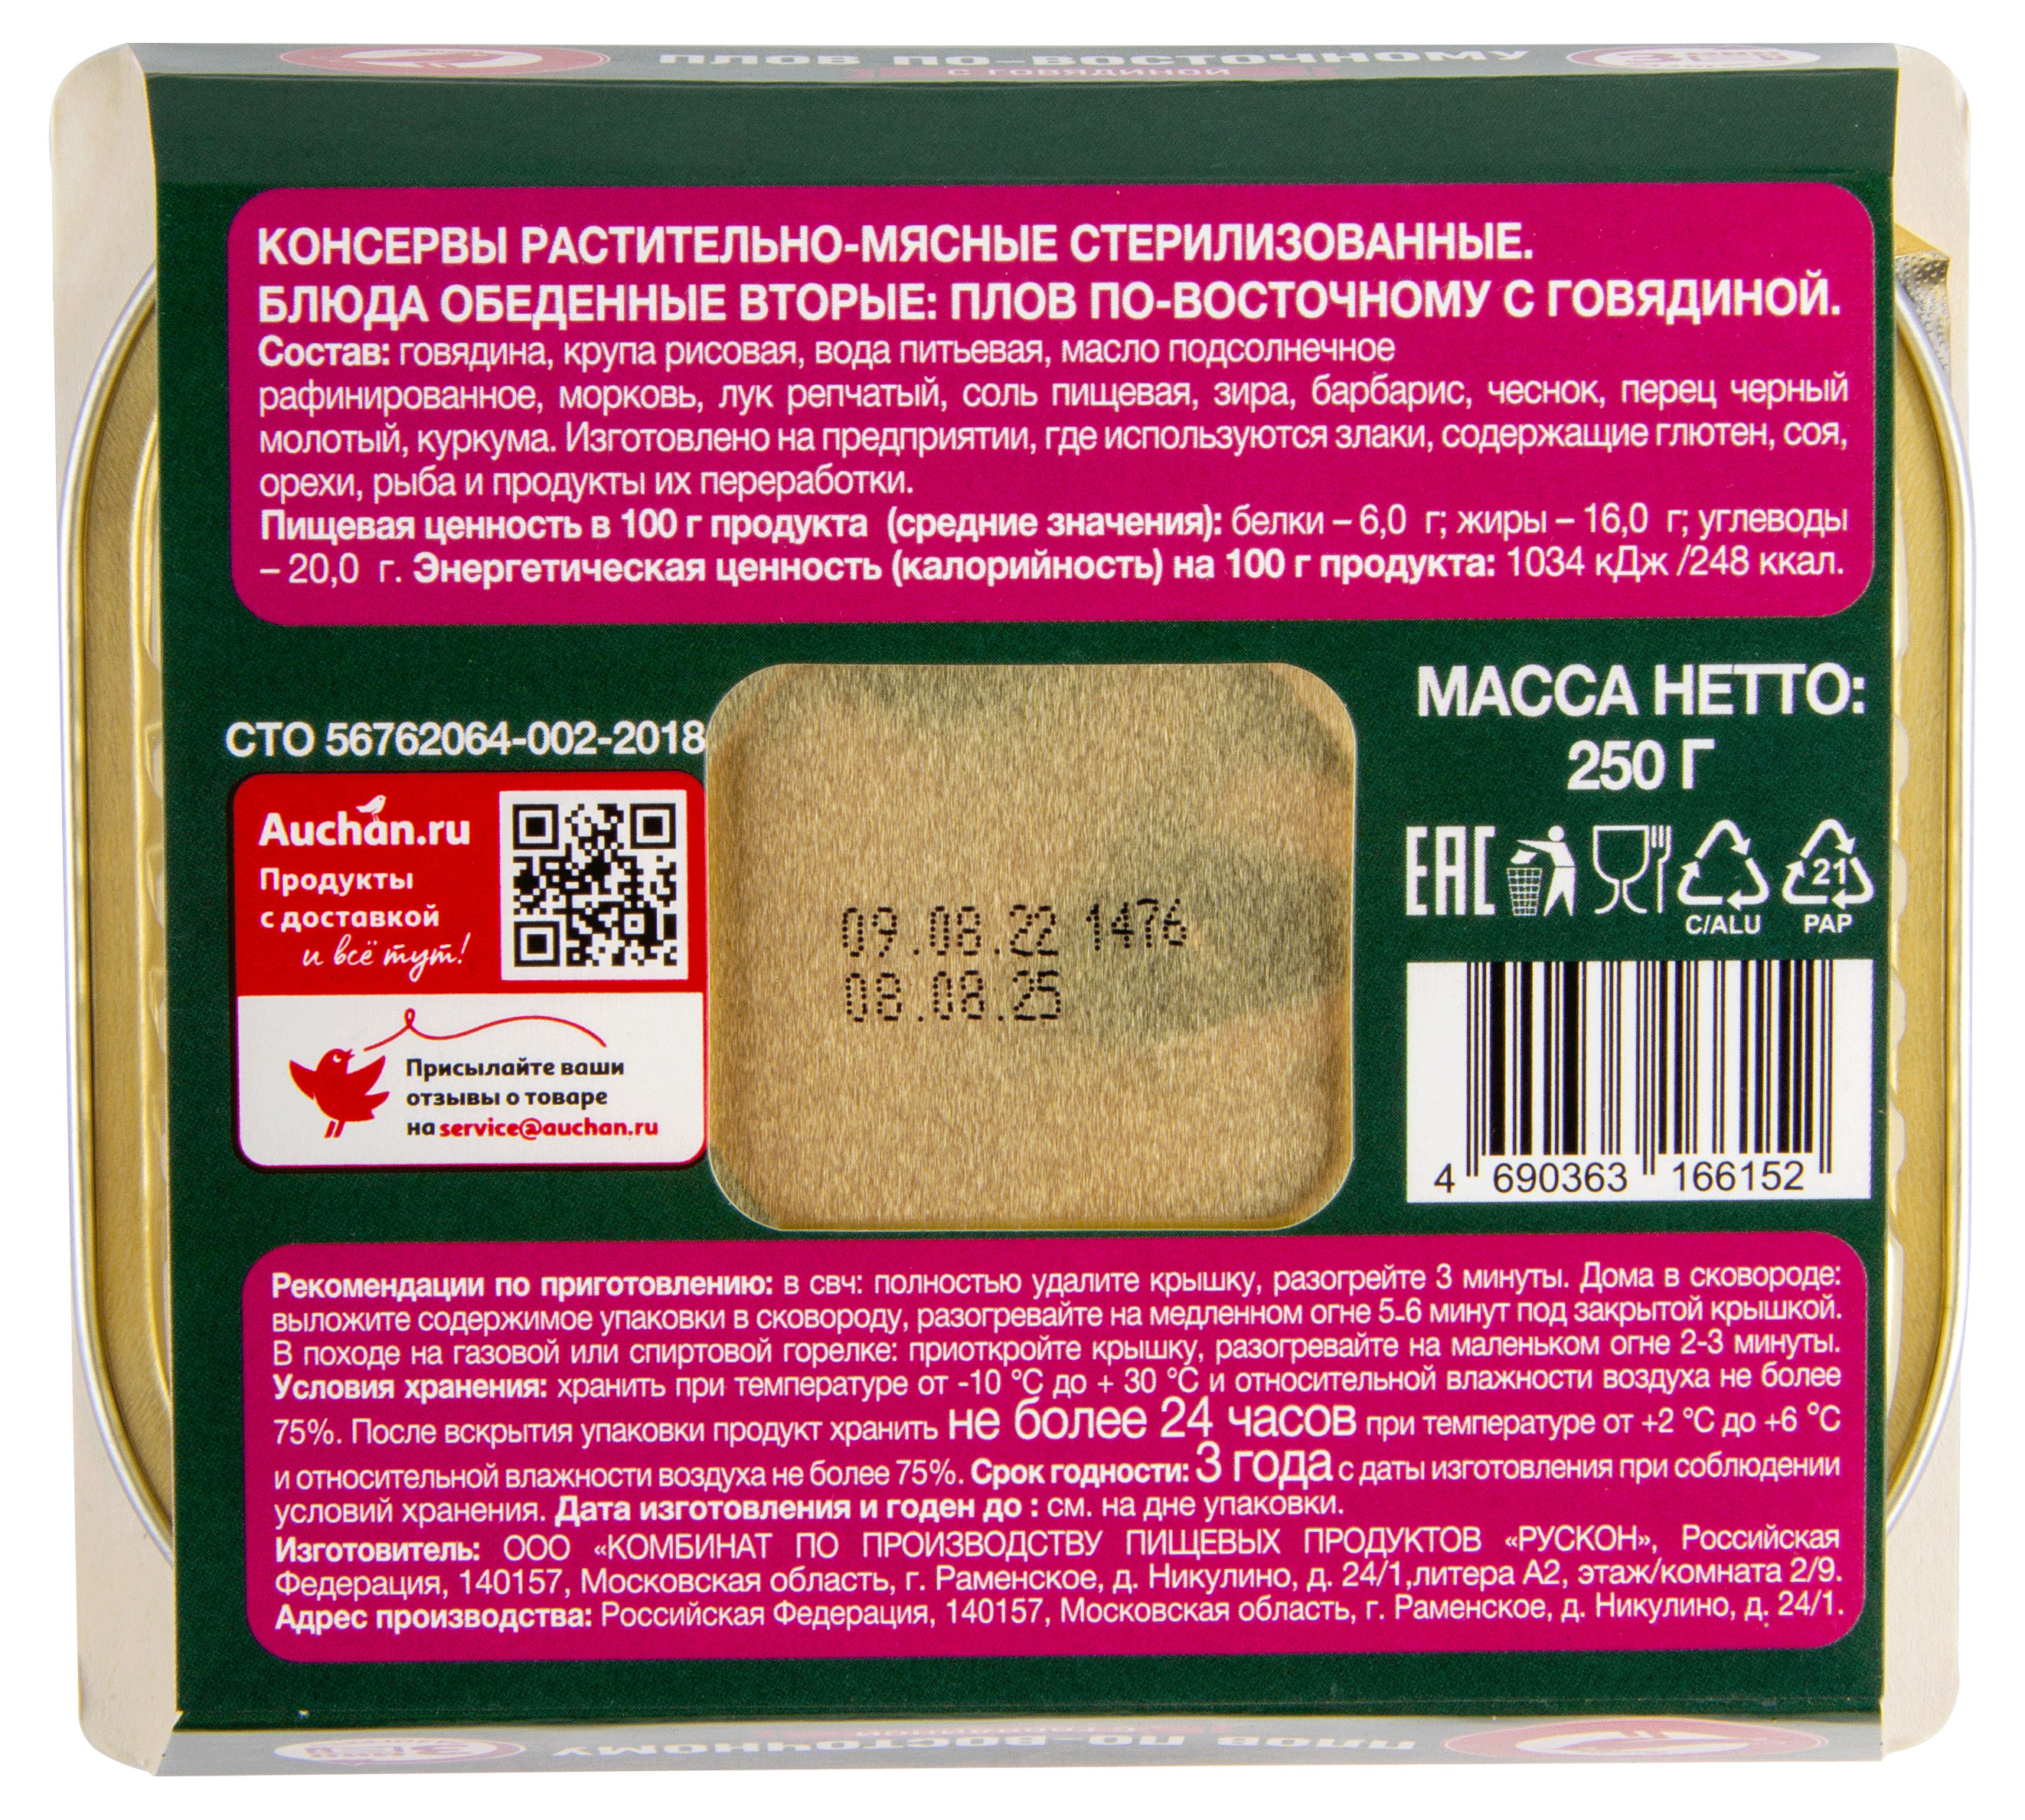 ПЛОВ ПО-ВОСТОЧНОМУ
С ГОВЯДИНОЙ
КОНСЕРВЫ РАСТИТЕЛЬНО-МЯСНЫЕ СТЕРИЛИЗОВАННЫЕ.
БЛЮДА ОБЕДЕННЫЕ ВТОРЫЕ: ПЛОВ ПО-ВОСТОЧНОМУ С ГОВЯДИНОЙ.
Состав: говядина, крупа рисовая, вода питьевая, масло подсолнечное
рафинированное, морковь, лук репчатый, соль пищевая, зира, барбарис, чеснок, перец черный
молотый, куркума. Изготовлено на предприятии, где используются злаки, содержащие глютен, соя,
орехи, рыба и продукты их переработки.
Пищевая ценность в 100 г продукта (средние значения): белки – 6,0 г; жиры – 16,0 г; углеводы
– 20,0 г. Энергетическая ценность (калорийность) на 100 г продукта: 1034 кДж /248 ккал.
СТО 56762064-002-2018
Auchan.ru
Продукты
с доставкой
и всё тут!
Присылайте ваши
отзывы о товаре
на service@auchan.ru
09.08.22 1476
08.08.25
МАССА НЕТТО:
250 Г
EAC
C/ALU
21
PAP
4 690363 166152
Рекомендации по приготовлению: в свч: полностью удалите крышку, разогрейте 3 минуты. Дома в сковороде:
выложите содержимое упаковки в сковороду, разогревайте на медленном огне 5-6 минут под закрытой крышкой.
В походе на газовой или спиртовой горелке: приоткройте крышку, разогревайте на маленьком огне 2-3 минуты.
Условия хранения: хранить при температуре от -10 °C до + 30 °C и относительной влажности воздуха не более
75%. После вскрытия упаковки продукт хранить не более 24 часов при температуре от +2 °C до +6 °C
и относительной влажности воздуха не более 75%. Срок годности: 3 года с даты изготовления при соблюдении
условий хранения. Дата изготовления и годен до : см. на дне упаковки.
Изготовитель: ООО «КОМБИНАТ ПО ПРОИЗВОДСТВУ ПИЩЕВЫХ ПРОДУКТОВ «РУСКОН», Российская
Федерация, 140157, Московская область, г. Раменское, д. Никулино, д. 24/1,литера А2, этаж/комната 2/9.
Адрес производства: Российская Федерация, 140157, Московская область, г. Раменское, д. Никулино, д. 24/1.
ПЛОВ ПО-ВОСТОЧНОМУ